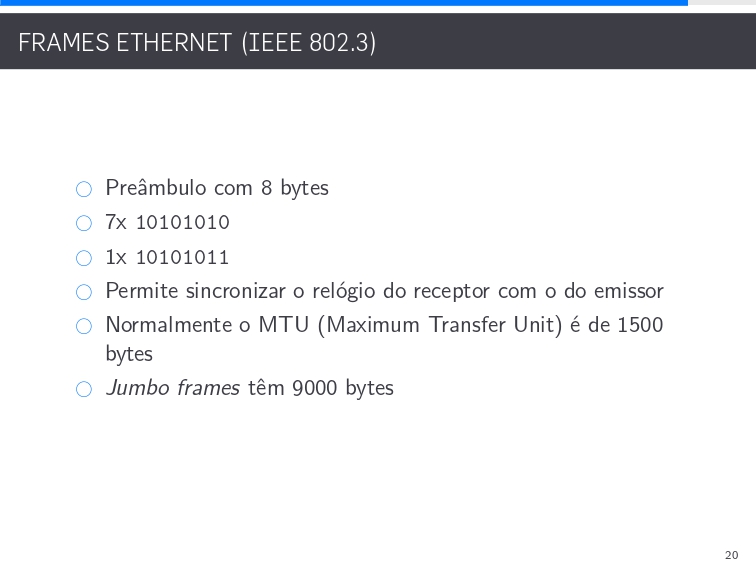 FRAMES ETHERNET (IEEE 802.3)
Preâmbulo com 8 bytes
7x 10101010
1x 10101011
Permite sincronizar o relógio do receptor com o do emissor
Normalmente o MTU (Maximum Transfer Unit) é de 1500
bytes
Jumbo frames têm 9000 bytes
20